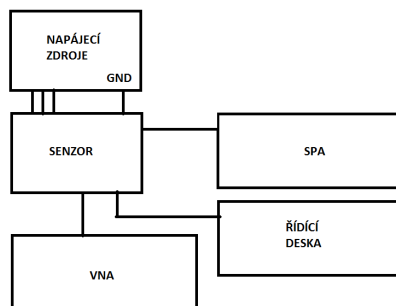 NAPÁJECÍ
ZDROJE
GND
SENZOR
SPA
ŘÍDÍCÍ
DESKA
VNA